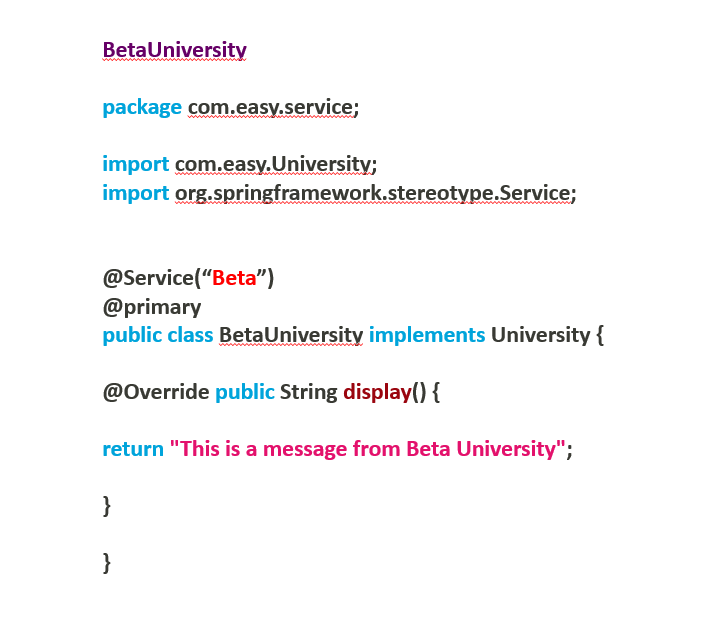 BetaUniversity
package com.easy.service;
import com.easy.University;
import org.springframework.stereotype.Service;
@Service(“Beta”)
@primary
public class BetaUniversity implements University {
@Override public String display() {
return "This is a message from Beta University";
}
}